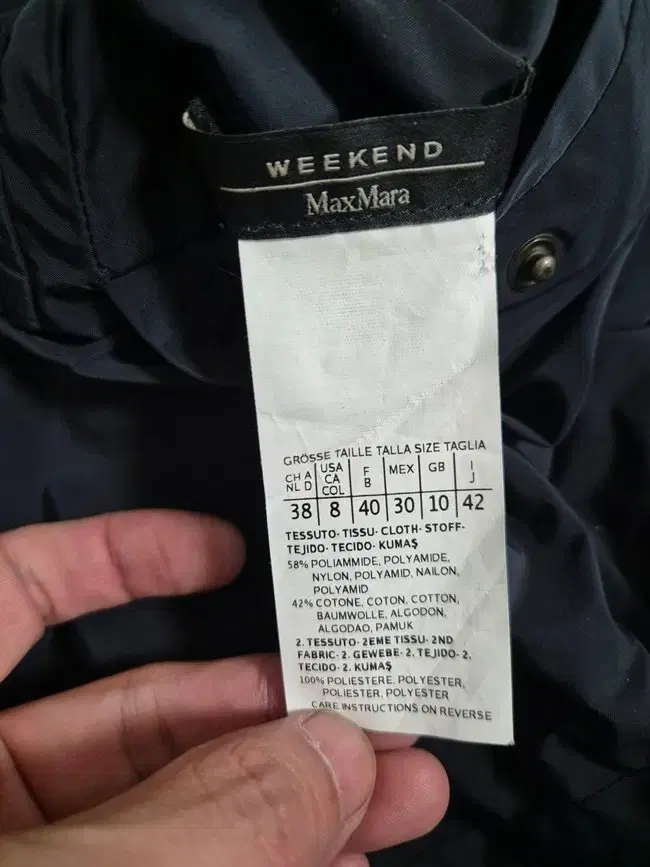 WEEKEND
MaxMara
GRÖSSE TAILLE TALLA SIZE TAGLIA
CH A NL D | USA CA COL | F B | MEX | GB | I J
38 | 8 | 40 | 30 | 10 | 42
TESSUTO- TISSU- CLOTH- STOFF-
TEJIDO- TECIDO- KUMAŞ
58% POLIAMMIDE, POLYAMIDE,
NYLON, POLYAMID, NAILON,
POLYAMID
42% COTONE, COTON, COTTON,
BAUMWOLLE, ALGODON,
ALGODAO, PAMUK
2. TESSUTO- 2EME TISSU- 2ND
FABRIC- 2. GEWEBE- 2. TEJIDO- 2.
TECIDO- 2. KUMAŞ
100% POLIESTERE, POLYESTER,
POLIESTER, POLYESTER
CARE INSTRUCTIONS ON REVERSE